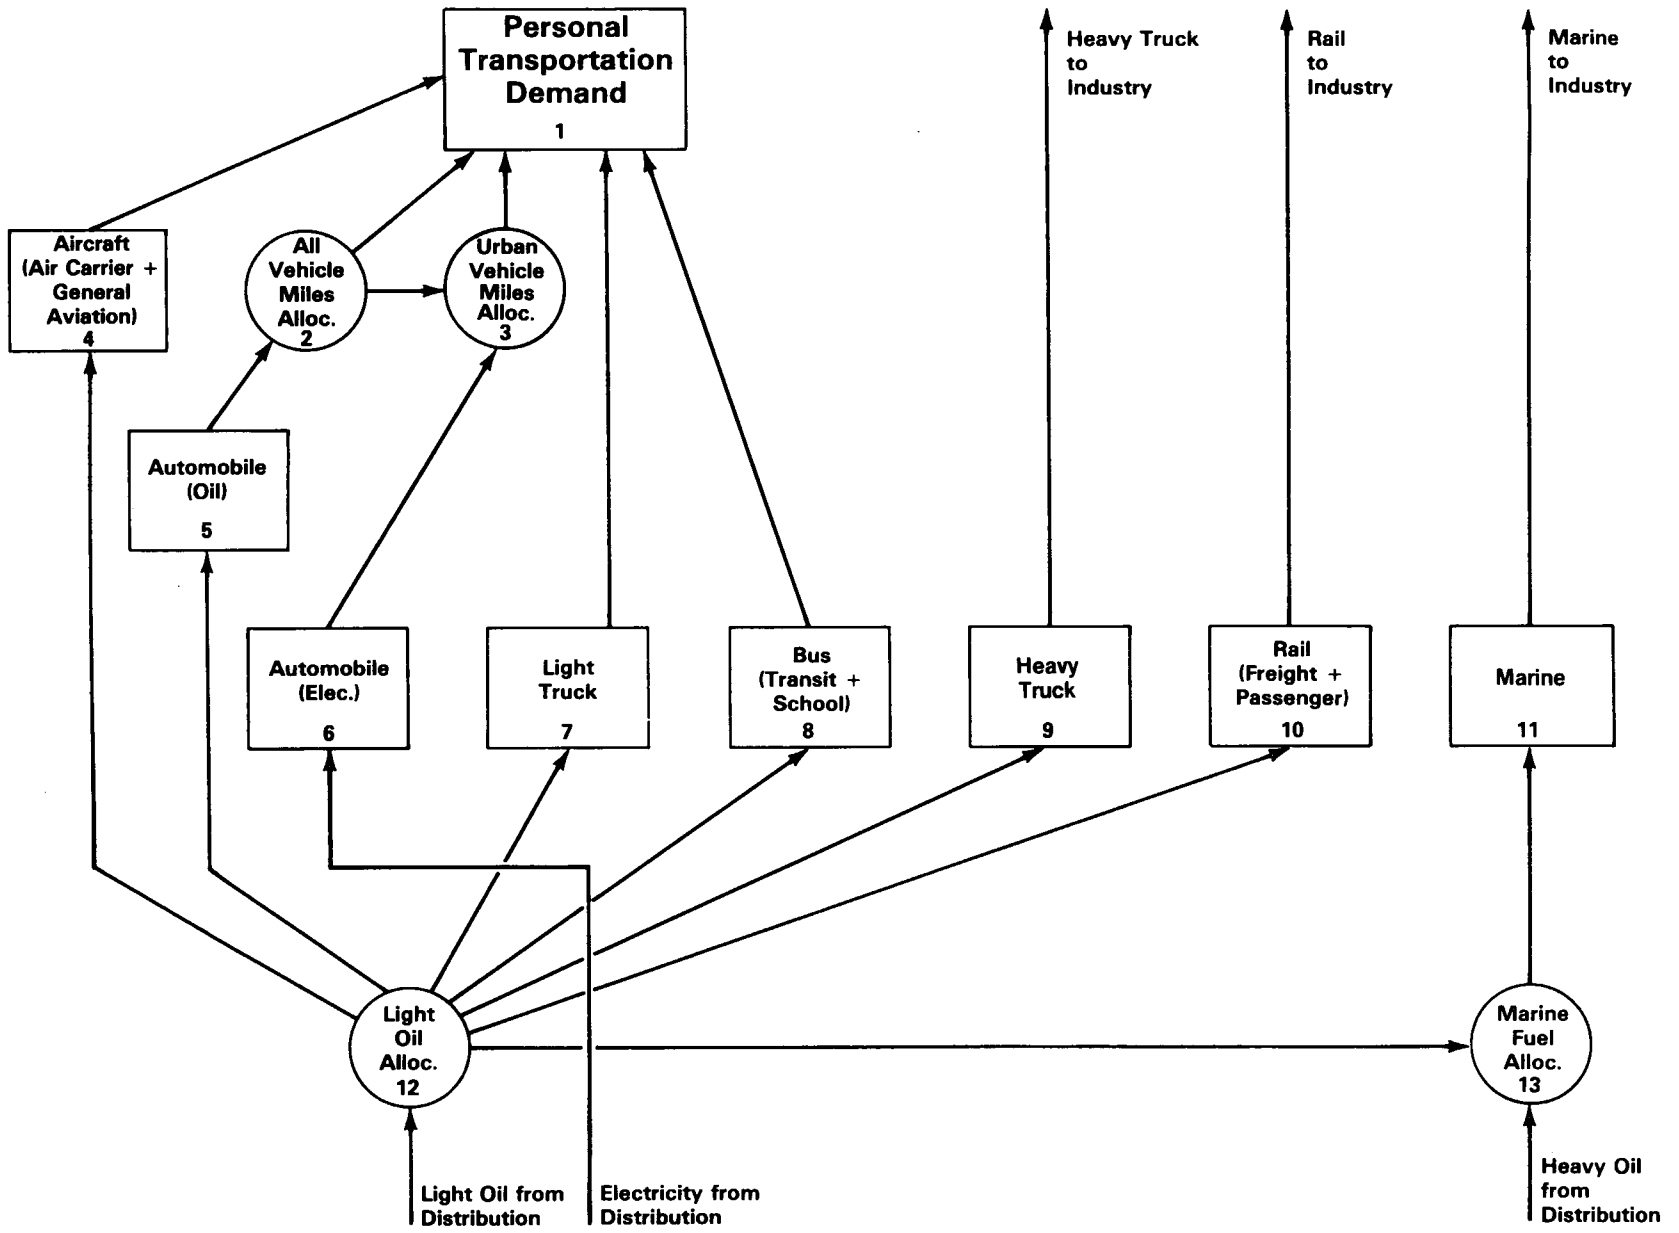 Personal
Transportation
Demand
1
Heavy Truck
to
Industry
Rail
to
Industry
Marine
to
Industry
Aircraft
(Air Carrier +
General
Aviation)
4
All
Vehicle
Miles
Alloc.
2
Urban
Vehicle
Miles
Alloc.
3
Automobile
(Oil)
5
Automobile
(Elec.)
6
Light
Truck
7
Bus
(Transit +
School)
8
Heavy
Truck
9
Rail
(Freight +
Passenger)
10
Marine
11
Light
Oil
Alloc.
12
Marine
Fuel
Alloc.
13
Light Oil from
Distribution
Electricity from
Distribution
Heavy Oil
from
Distribution